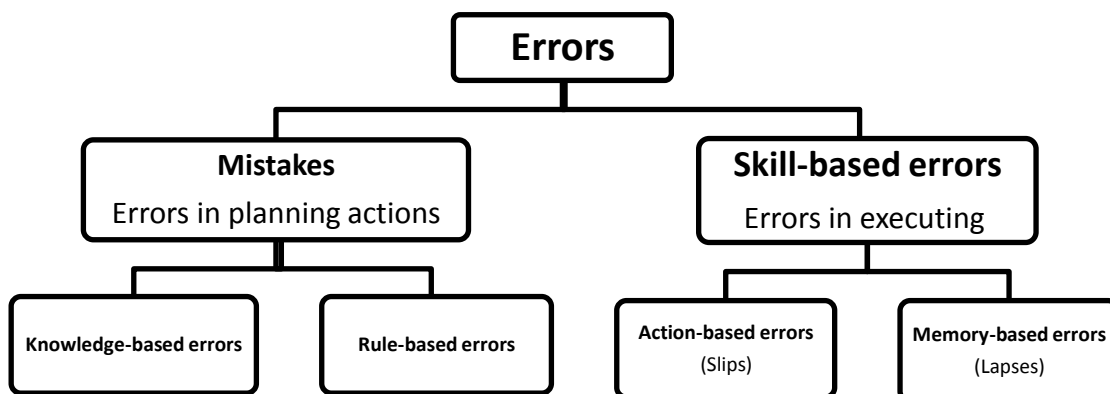 Errors
Mistakes
Errors in planning actions
Skill-based errors
Errors in executing
Knowledge-based errors
Rule-based errors
Action-based errors
(Slips)
Memory-based errors
(Lapses)